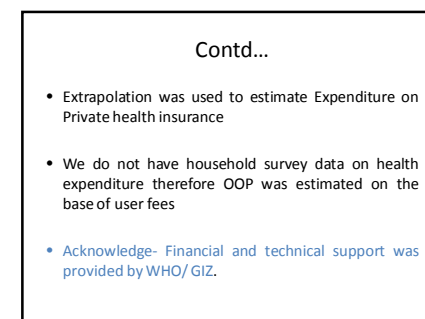 Contd...
• Extrapolation was used to estimate Expenditure on
Private health insurance
• We do not have household survey data on health
expenditure therefore OOP was estimated on the
base of user fees
• Acknowledge- Financial and technical support was
provided by WHO/ GIZ.